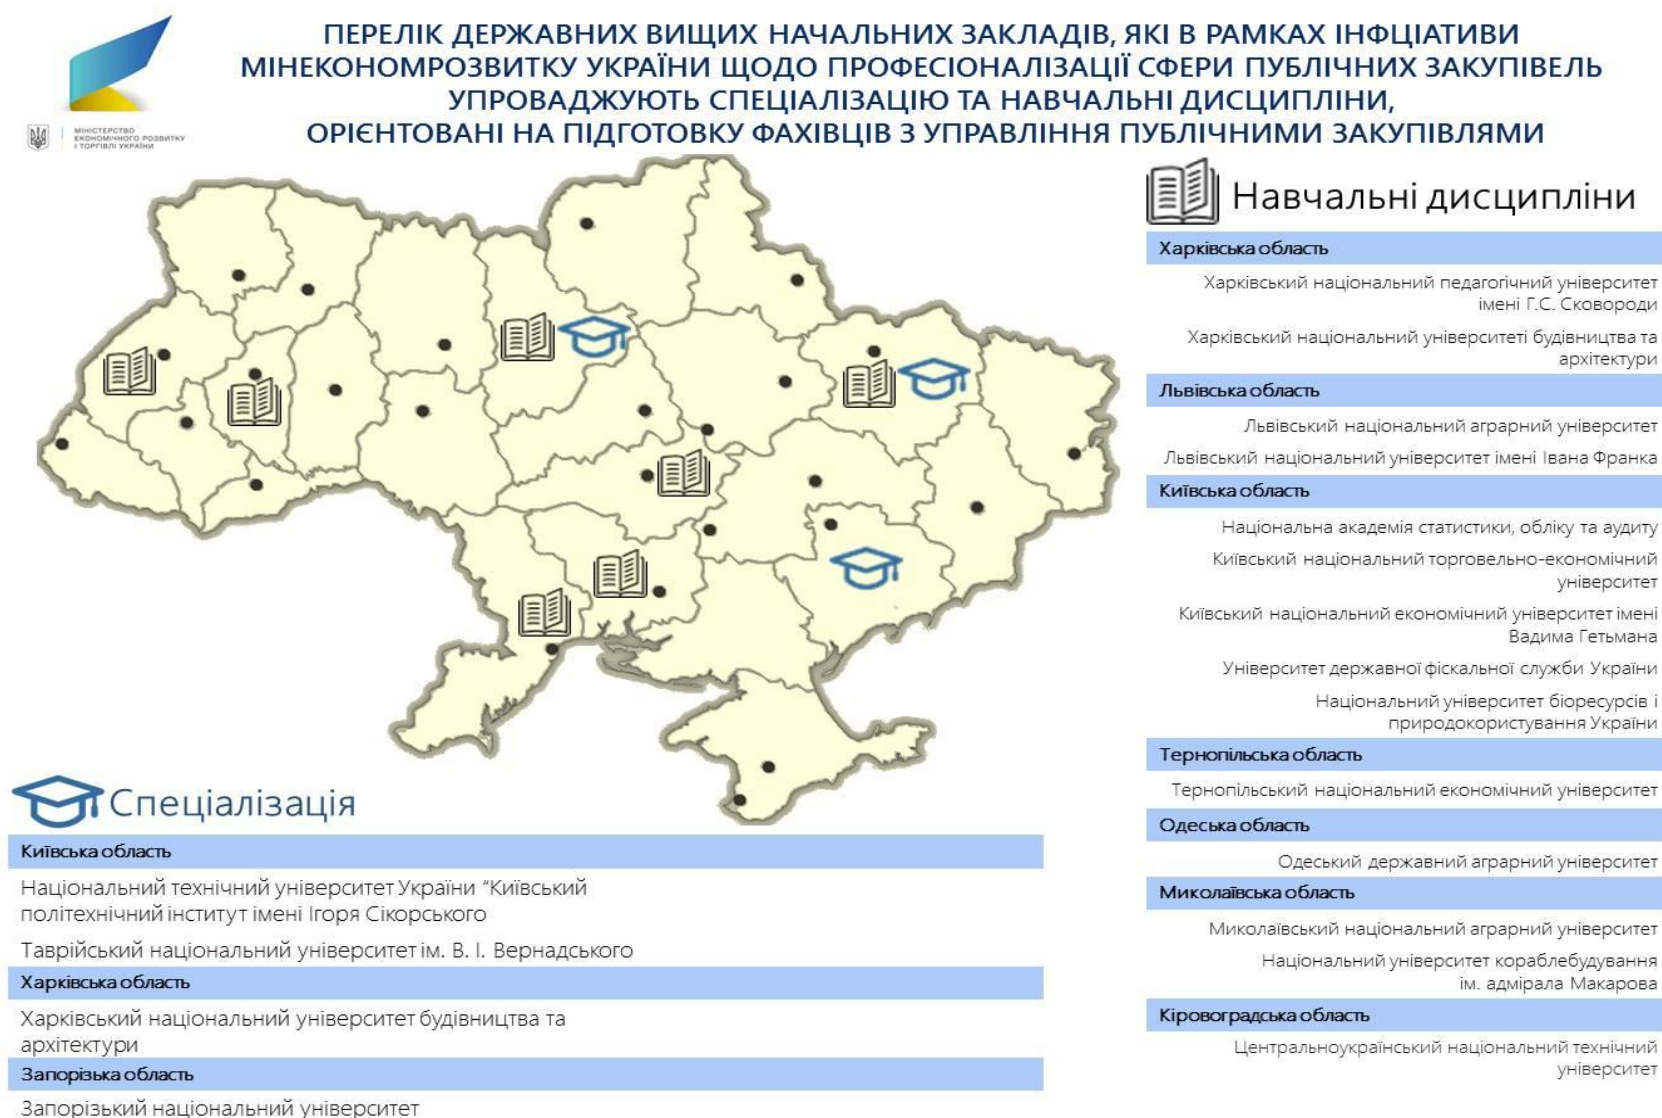 ПЕРЕЛІК ДЕРЖАВНИХ ВИЩИХ НАЧАЛЬНИХ ЗАКЛАДІВ, ЯКІ В РАМКАХ ІНФЦІАТИВИ
МІНЕКОНОМРОЗВИТКУ УКРАЇНИ ЩОДО ПРОФЕСІОНАЛІЗАЦІЇ СФЕРИ ПУБЛІЧНИХ ЗАКУПІВЕЛЬ
УПРОВАДЖУЮТЬ СПЕЦІАЛІЗАЦІЮ ТА НАВЧАЛЬНІ ДИСЦИПЛІНИ,
ОРІЄНТОВАНІ НА ПІДГОТОВКУ ФАХІВЦІВ З УПРАВЛІННЯ ПУБЛІЧНИМИ ЗАКУПІВЛЯМИ
МІНІСТЕРСТВО
ЕКОНОМІЧНОГО РОЗВИТКУ
І ТОРГІВЛІ УКРАЇНИ
Навчальні дисципліни
Харківська область
Харківський національний педагогічний університет
імені Г.С. Сковороди
Харківський національний університеті будівництва та
архітектури
Львівська область
Львівський національний аграрний університет
Львівський національний університет імені Івана Франка
Київська область
Національна академія статистики, обліку та аудиту
Київський національний торговельно-економічний
університет
Київський національний економічний університет імені
Вадима Гетьмана
Університет державної фіскальної служби України
Національний університет біоресурсів і
природокористування України
Тернопільська область
Тернопільський національний економічний університет
Одеська область
Одеський державний аграрний університет
Миколаївська область
Миколаївський національний аграрний університет
Національний університет кораблебудування
ім. адмірала Макарова
Кіровоградська область
Центральноукраїнський національний технічний
університет
Спеціалізація
Київська область
Національний технічний університет України “Київський
політехнічний інститут імені Ігоря Сікорського
Таврійський національний університет ім. В. І. Вернадського
Харківська область
Харківський національний університет будівництва та
архітектури
Запорізька область
Запорізький національний університет